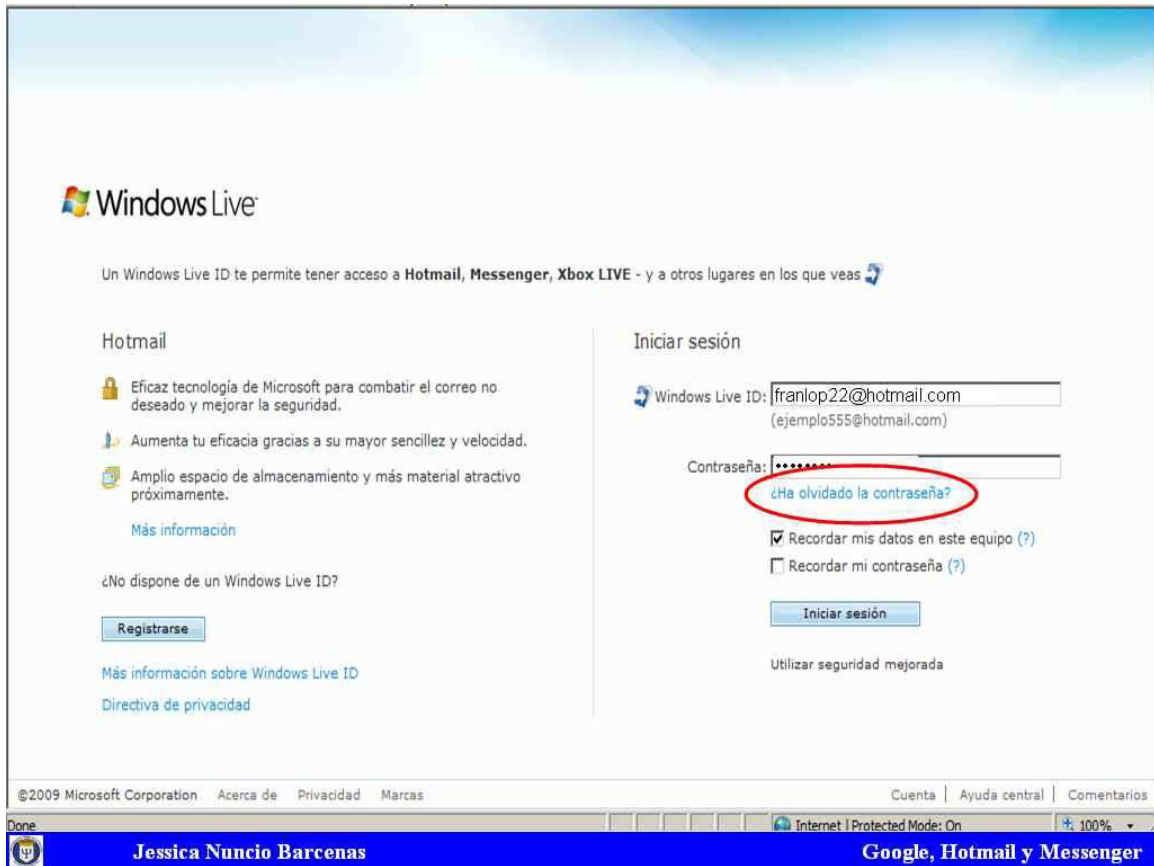 Windows Live
Un Windows Live ID te permite tener acceso a Hotmail, Messenger, Xbox LIVE - y a otros lugares en los que veas
Hotmail
Eficaz tecnología de Microsoft para combatir el correo no
deseado y mejorar la seguridad.
Aumenta tu eficacia gracias a su mayor sencillez y velocidad.
Amplio espacio de almacenamiento y más material atractivo
próximamente.
Más información
¿No dispone de un Windows Live ID?
Registrarse
Más información sobre Windows Live ID
Directiva de privacidad
Iniciar sesión
Windows Live ID: franlop22@hotmail.com
(ejemplo555@hotmail.com)
Contraseña: •••••••••
¿Ha olvidado la contraseña?
Recordar mis datos en este equipo (?)
Recordar mi contraseña (?)
Iniciar sesión
Utilizar seguridad mejorada
©2009 Microsoft Corporation Acerca de Privacidad Marcas Cuenta | Ayuda central | Comentarios
Done Internet | Protected Mode: On 100%
Jessica Nuncio Barcenas Google, Hotmail y Messenger